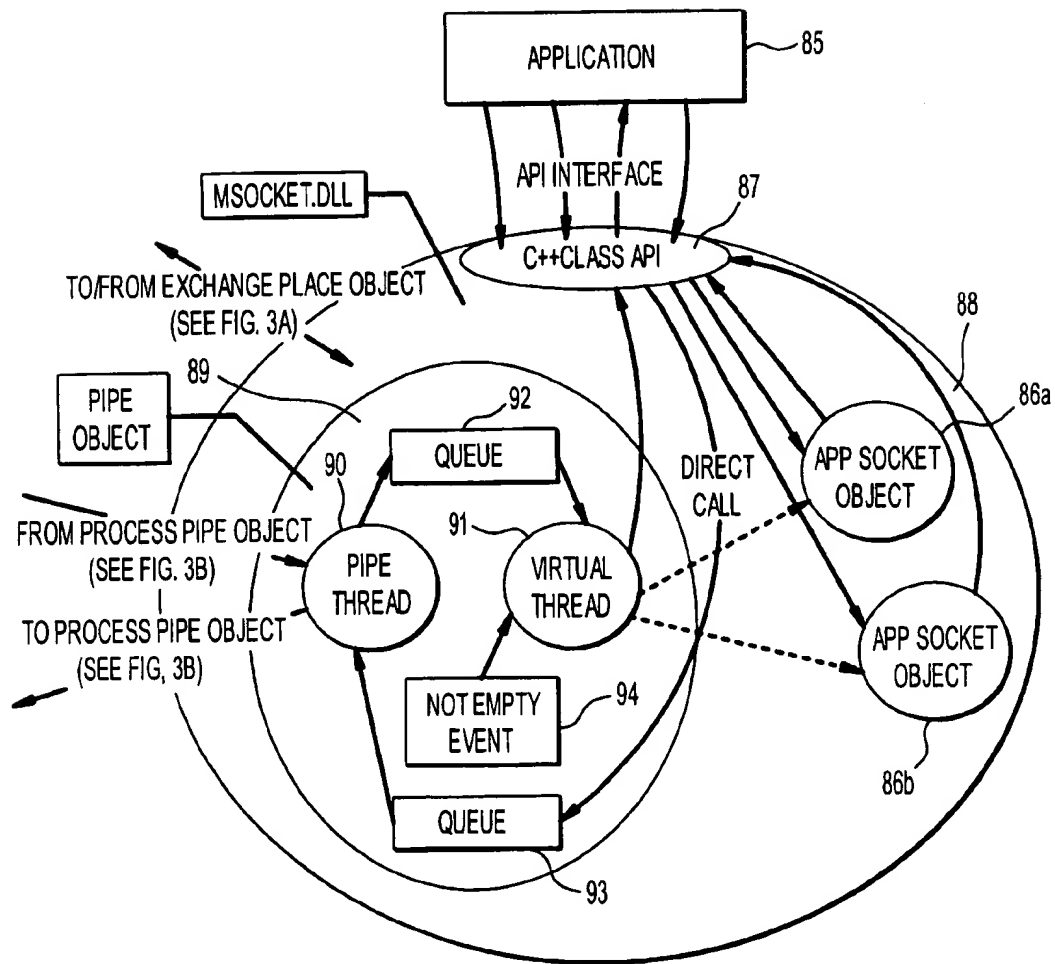 APPLICATION
85
API INTERFACE
MSOCKET.DLL
87
C++CLASS API
TO/FROM EXCHANGE PLACE OBJECT
(SEE FIG. 3A)
88
89
PIPE
OBJECT
92
QUEUE
86a
APP SOCKET
OBJECT
DIRECT
CALL
90
FROM PROCESS PIPE OBJECT
(SEE FIG. 3B)
91
PIPE
THREAD
VIRTUAL
THREAD
TO PROCESS PIPE OBJECT
(SEE FIG, 3B)
APP SOCKET
OBJECT
NOT EMPTY
EVENT
94
86b
QUEUE
93